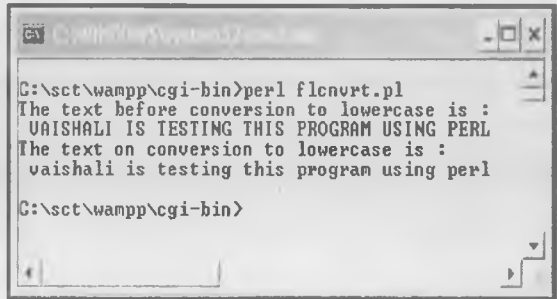 C:\sct\wampp\cgi-bin>perl flcnvrt.pl
The text before conversion to lowercase is :
VAISHALI IS TESTING THIS PROGRAM USING PERL
The text on conversion to lowercase is :
vaishali is testing this program using perl
C:\sct\wampp\cgi-bin>